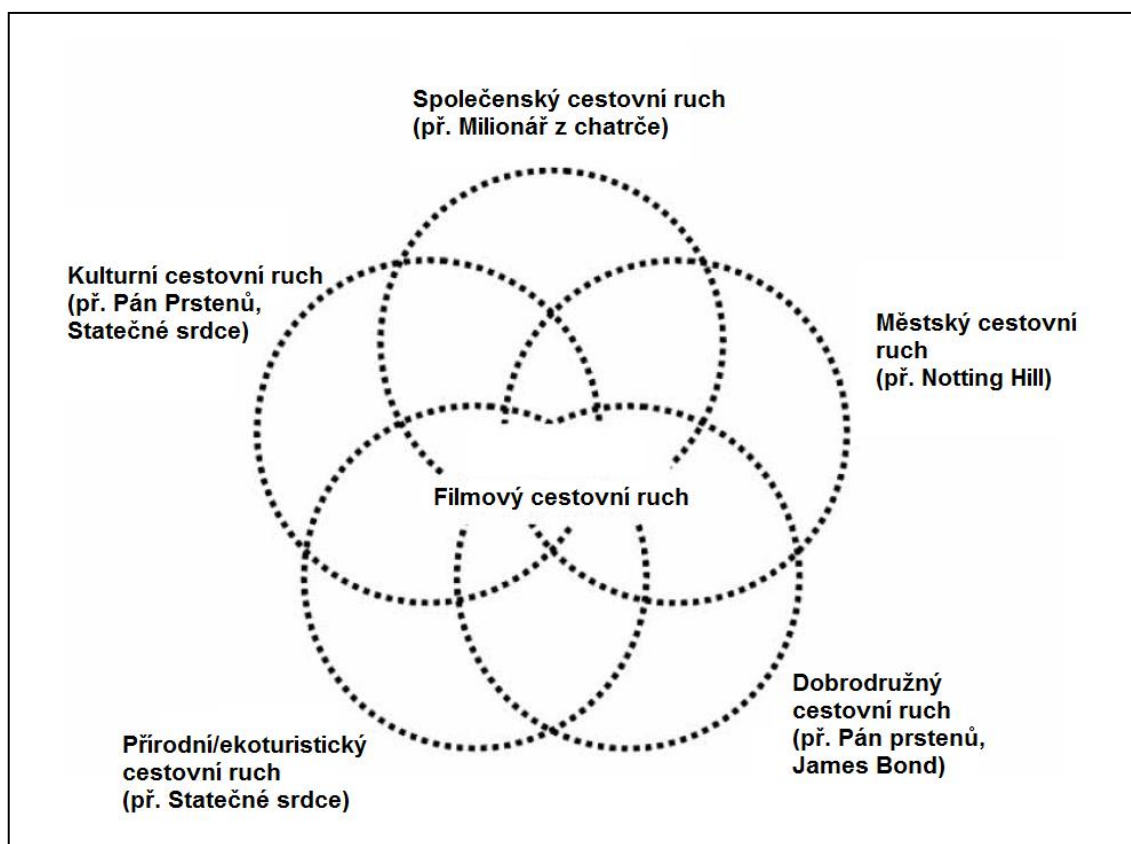 Společenský cestovní ruch
(př. Milionář z chatrče)
Kulturní cestovní ruch
(př. Pán Prstenů,
Statečné srdce)
Městský cestovní
ruch
(př. Notting Hill)
Filmový cestovní ruch
Dobrodružný
cestovní ruch
(př. Pán prstenů,
James Bond)
Přírodní/ekoturistický
cestovní ruch
(př. Statečné srdce)